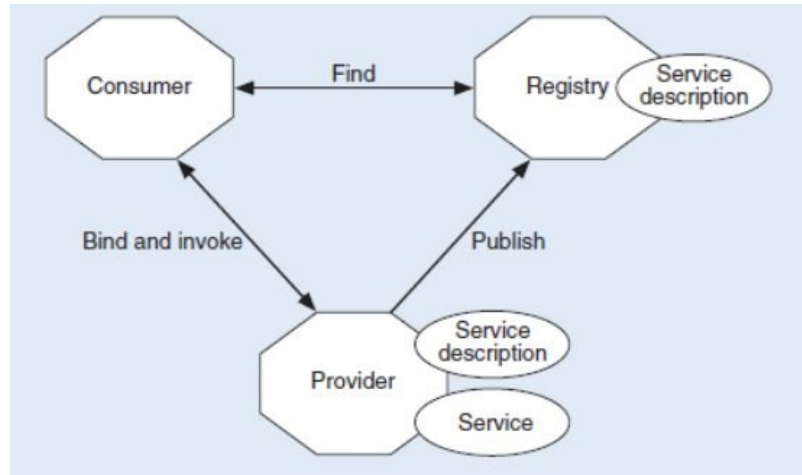 Consumer
Find
Registry
Service
description
Bind and invoke
Publish
Provider
Service
description
Service